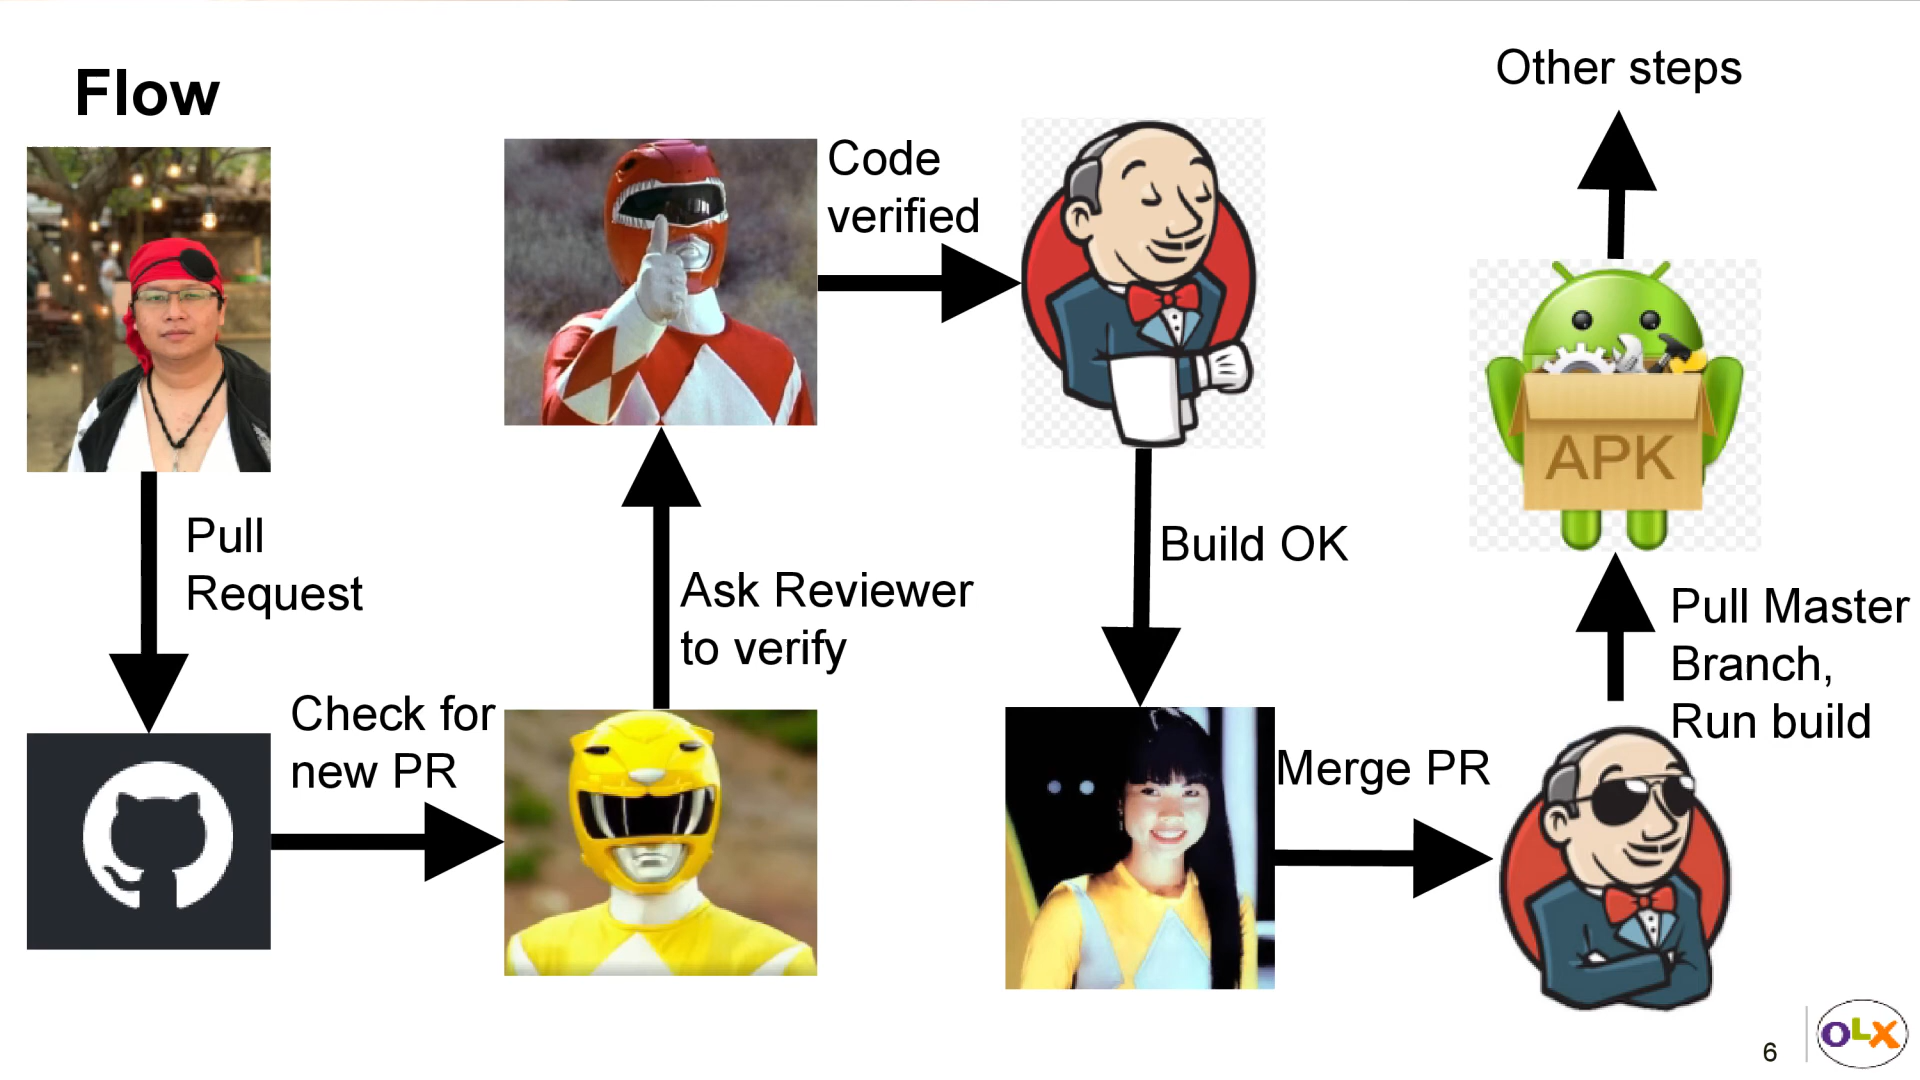 Flow
Pull
Request
Check for
new PR
Ask Reviewer
to verify
Code
verified
Build OK
Merge PR
Pull Master
Branch,
Run build
APK
Other steps
6
OLX